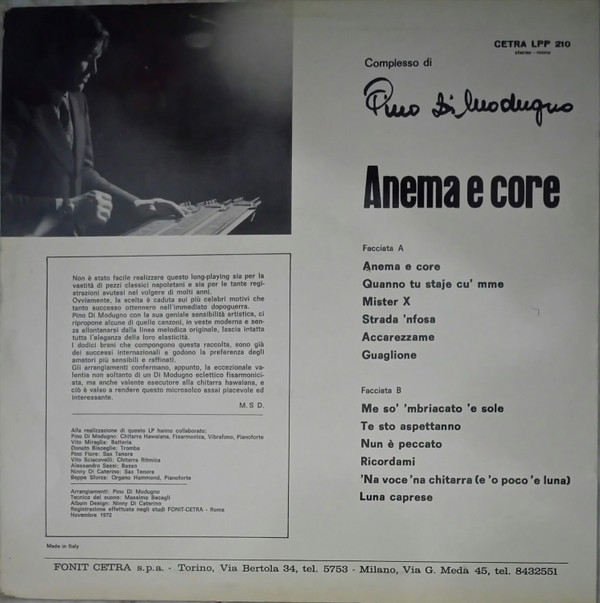 CETRA LPP 210
stereo - mono
Complesso di
Pino Di Modugno
Anema e core
Facciata A
Anema e core
Quanno tu staje cu' mme
Mister X
Strada 'nfosa
Accarezzame
Guaglione
Facciata B
Me so' 'mbriacato 'e sole
Te sto aspettanno
Nun è peccato
Ricordami
'Na voce 'na chitarra (e 'o poco 'e luna)
Luna caprese
Non è stato facile realizzare questo long-playing sia per la
vastità di pezzi classici napoletani e sia per le tante regi-
strazioni avutesi nel volgere di molti anni.
Ovviamente, la scelta è caduta sui più celebri motivi che
tanto successo ottennero nell'immediato dopoguerra.
Pino Di Modugno con la sua geniale sensibilità artistica, ci
ripropone alcune di quelle canzoni, in veste moderna e sen-
za allontanarsi dalla linea melodica originale, lascia intatta
tutta l'eleganza della loro elasticità.
I dodici brani che compongono questa raccolta, sono già
dei successi internazionali e godono la preferenza degli
amatori più sensibili e raffinati.
Gli arrangiamenti confermano, appunto, la eccezionale va-
lentia non soltanto di un Di Modugno eclettico fisarmonici-
sta, ma anche valente esecutore alla chitarra hawaiana, e
ciò è valso a rendere questo microsolco assai piacevole ed
interessante.
M. S D.
Alla realizzazione di questo LP hanno collaborato:
Pino Di Modugno: Chitarra Hawaiana, Fisarmonica, Vibrafono, Pianoforte
Vito Miraglia: Batteria
Donato Bisceglie: Tromba
Pino Fiore: Sax Tenore
Vito Sciacovelli: Chitarra Ritmica
Alessandro Sassi: Basso
Ninny Di Caterino: Sax Tenore
Beppe Sforza: Organo Hammond, Pianoforte
Arrangiamenti: Pino Di Modugno
Tecnico del suono: Massimo Bacagli
Album Design: Ninny Di Caterino
Registrazione effettuata negli studi FONIT-CETRA - Roma
Novembre 1972
Made in Italy
FONIT CETRA s.p.a. - Torino, Via Bertola 34, tel. 5753 - Milano, Via G. Meda 45, tel. 8432551